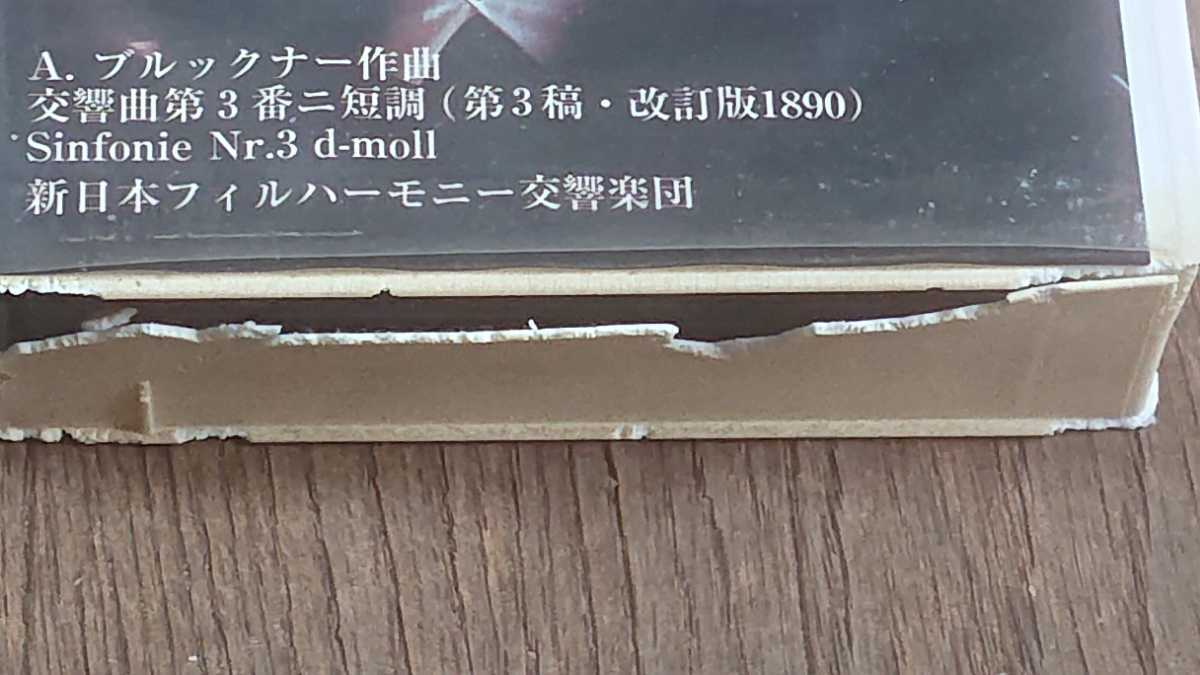 A. ブルックナー作曲
交響曲第3番ニ短調（第3稿・改訂版1890）
Sinfonie Nr.3 d-moll
新日本フィルハーモニー交響楽団